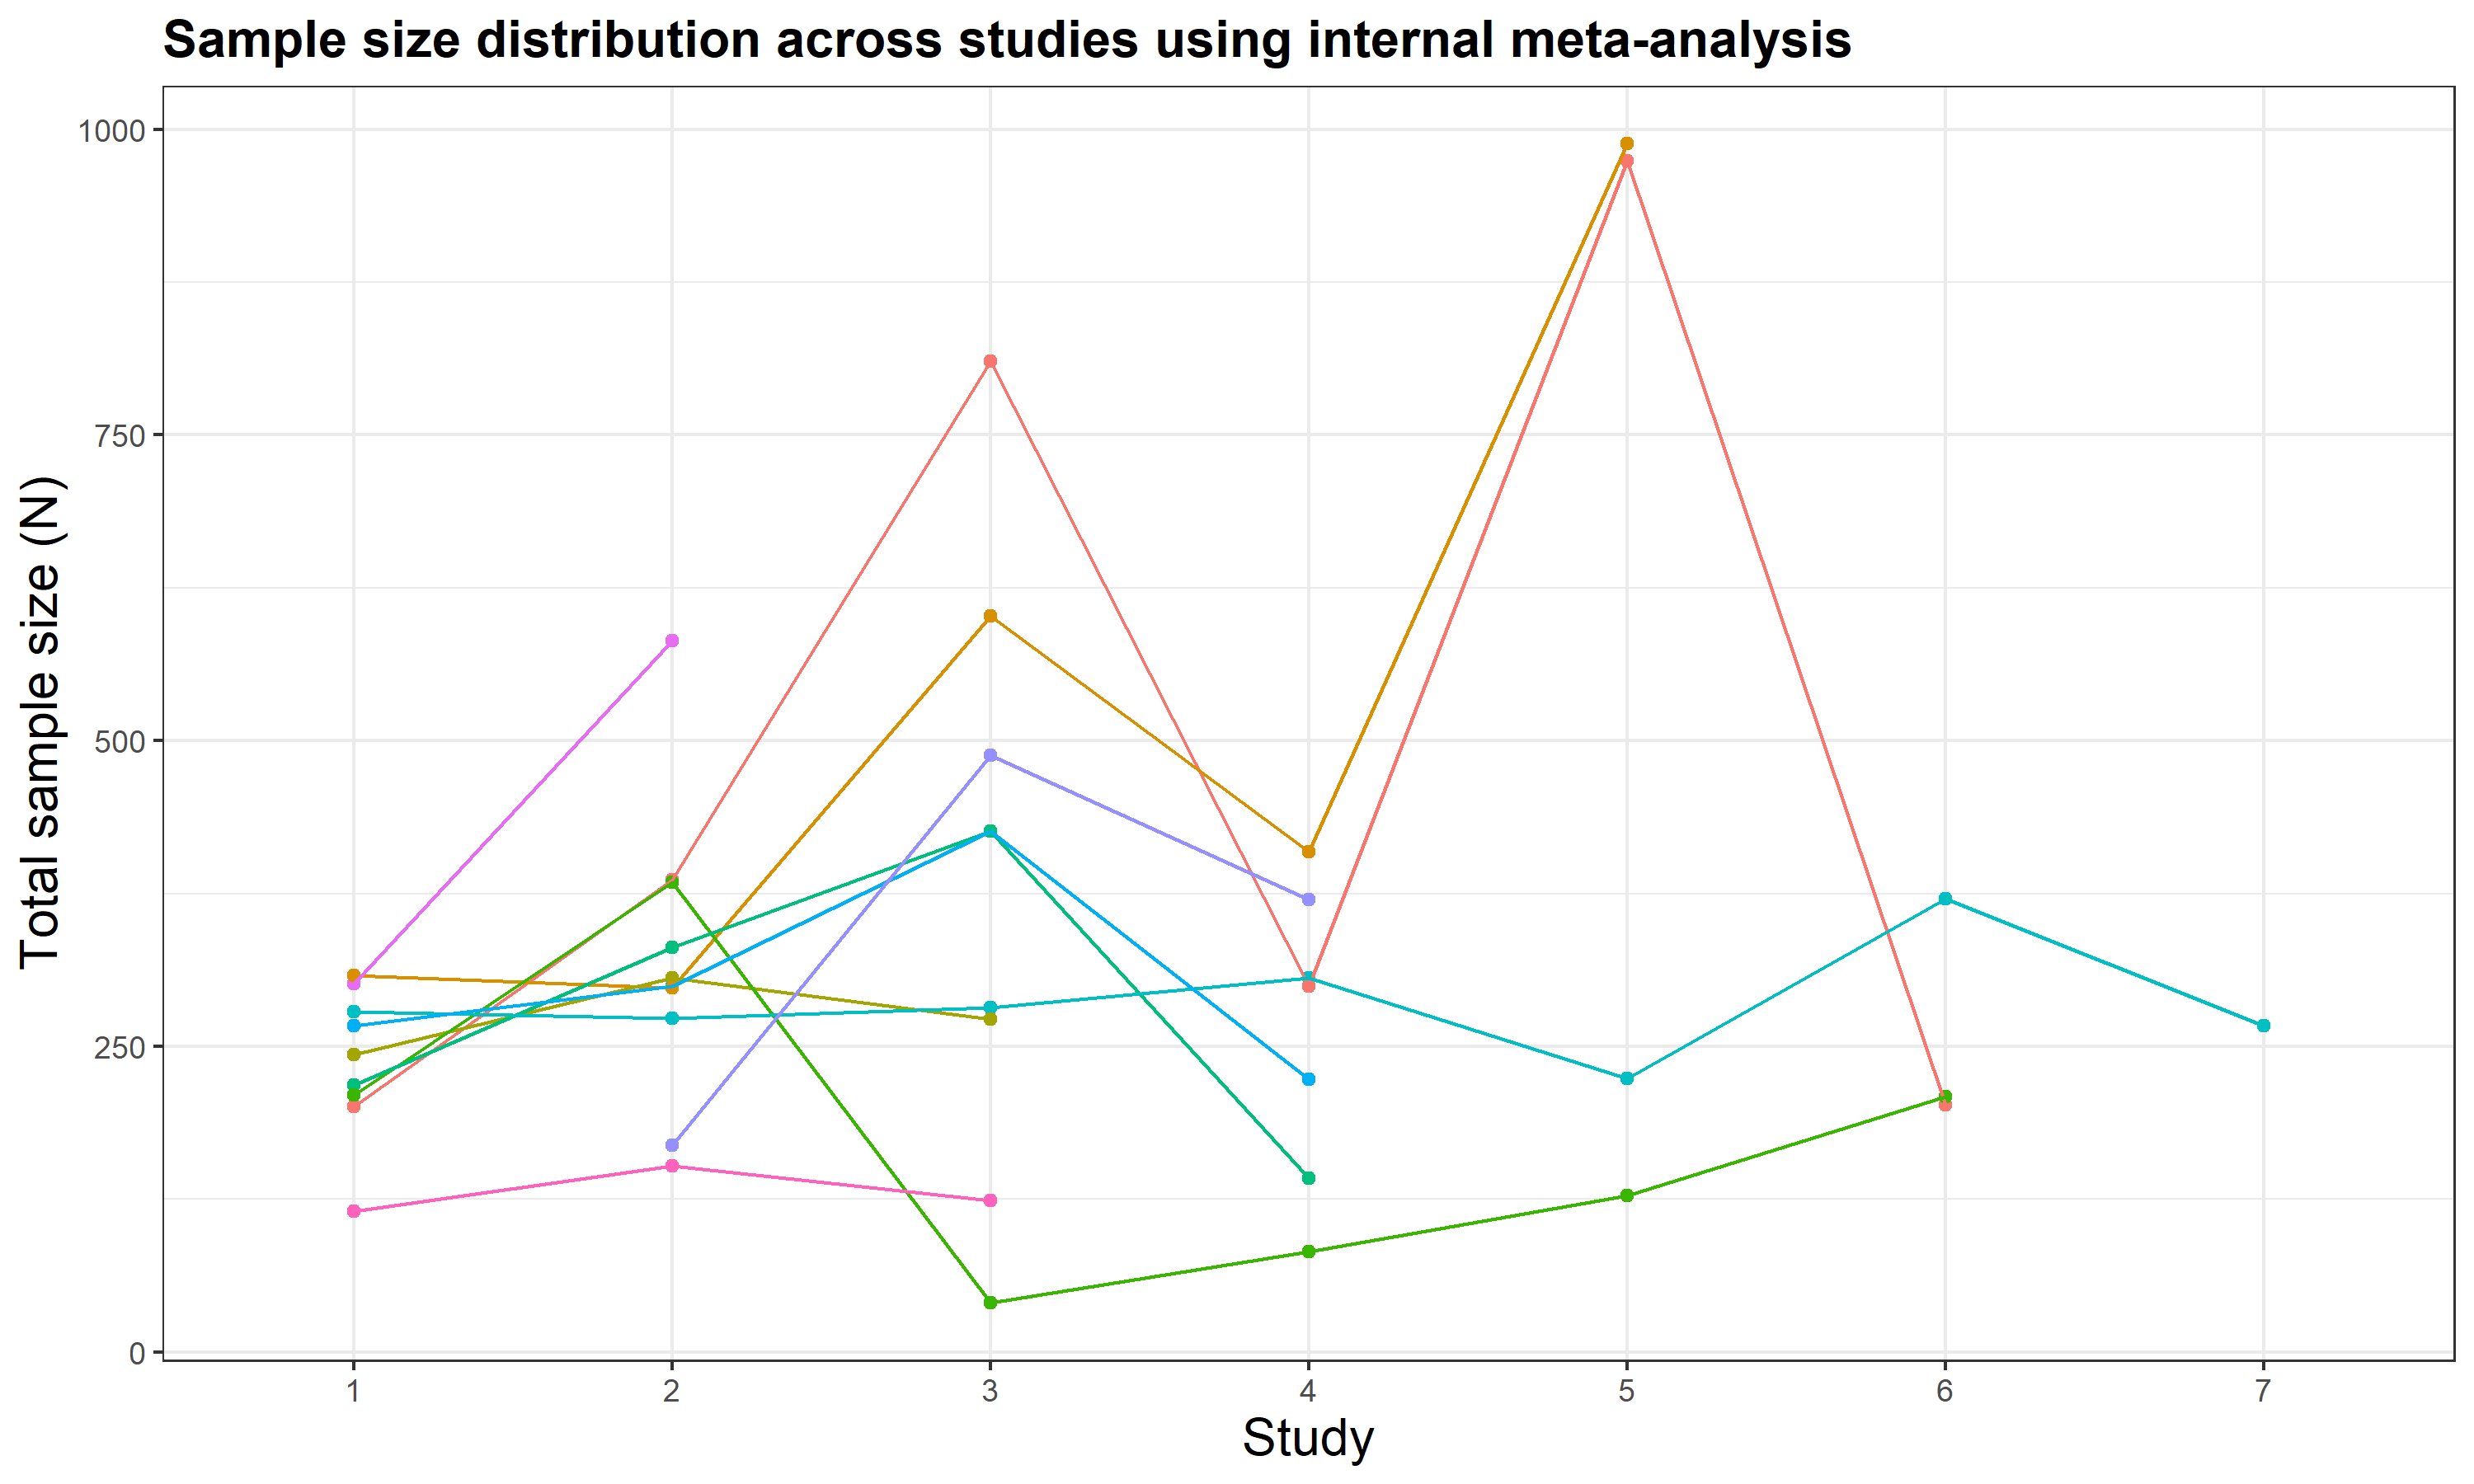 Sample size distribution across studies using internal meta-analysis
Total sample size (N)
1000
750
500
250
0
1 2 3 4 5 6 7
Study